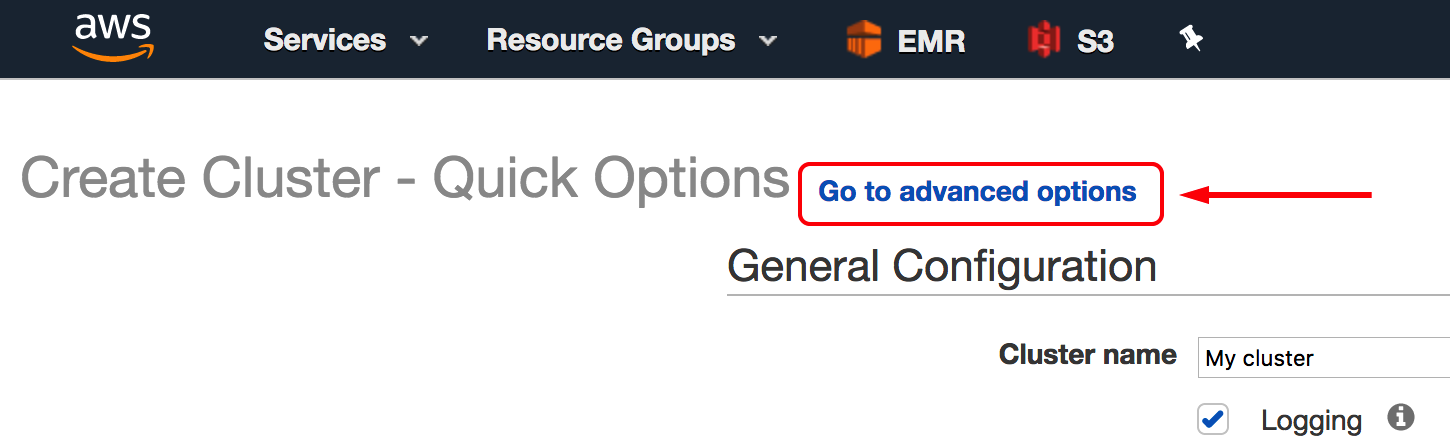 aws Services Resource Groups EMR S3
Create Cluster - Quick Options Go to advanced options
General Configuration
Cluster name My cluster
Logging